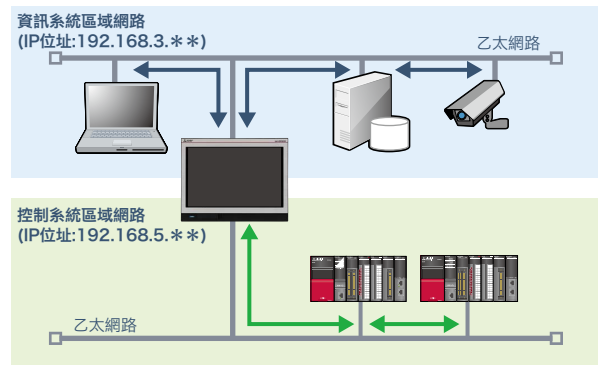 資訊系統區域網路
(IP位址:192.168.3.＊＊)
乙太網路
控制系統區域網路
(IP位址:192.168.5.＊＊)
乙太網路